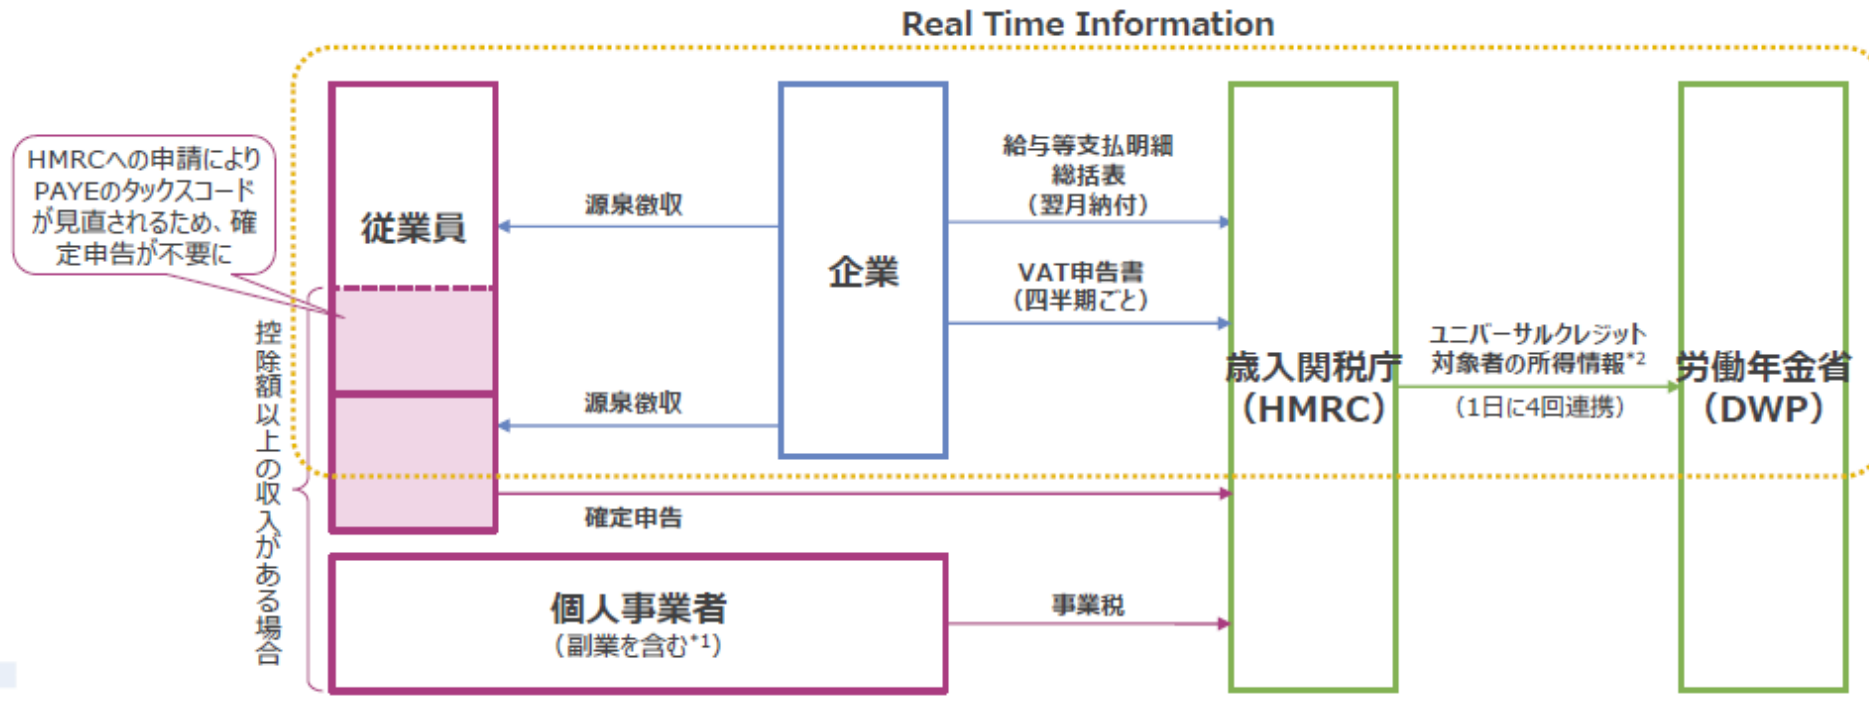 Real Time Information
HMRCへの申請により
PAYEのタックスコード
が見直されるため、確
定申告が不要に
従業員
源泉徴収
企業
給与等支払明細
総括表
（翌月納付）
VAT申告書
（四半期ごと）
歳入関税庁
（HMRC）
ユニバーサルクレジット
対象者の所得情報*2
（1日に4回連携）
労働年金省
（DWP）
源泉徴収
控除額以上の収入がある場合
確定申告
個人事業者
（副業を含む*1）
事業税